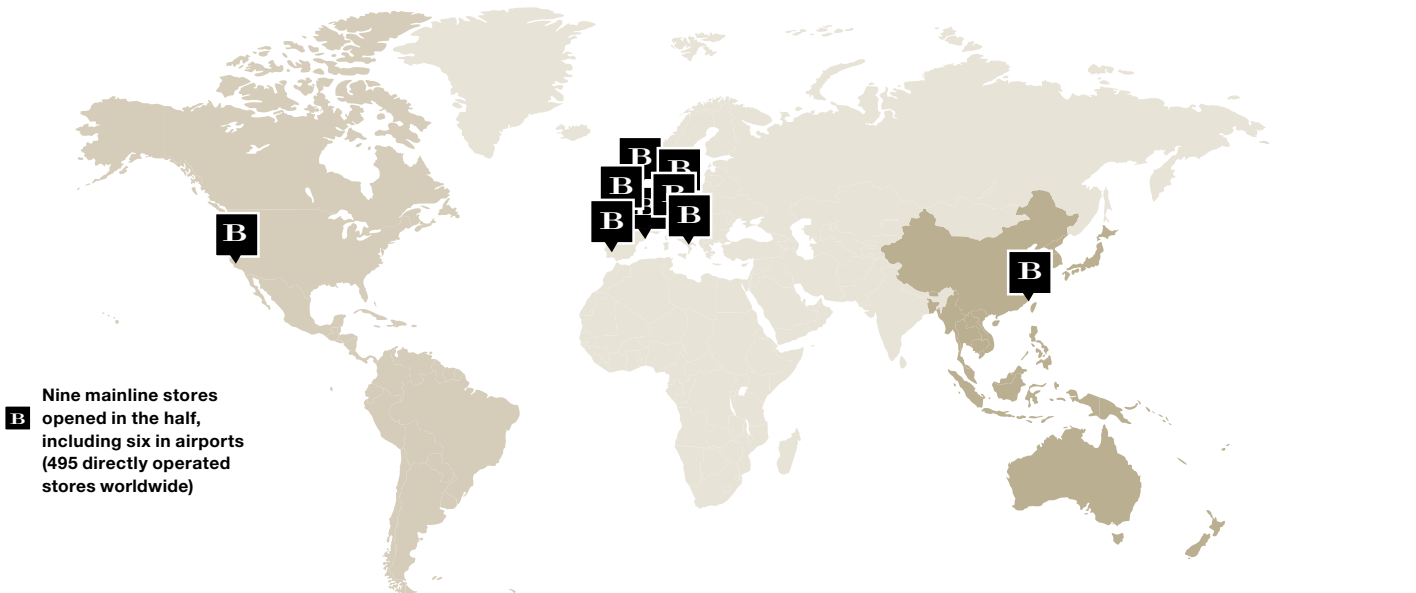 B
B
B
B
B
B
B
B
B
Nine mainline stores
B opened in the half,
including six in airports
(495 directly operated
stores worldwide)